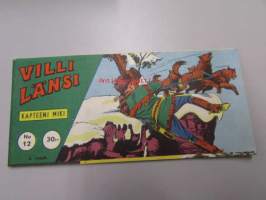 VILLI
LÄNSI
KAPTEENI MIKI
No
12
30:-